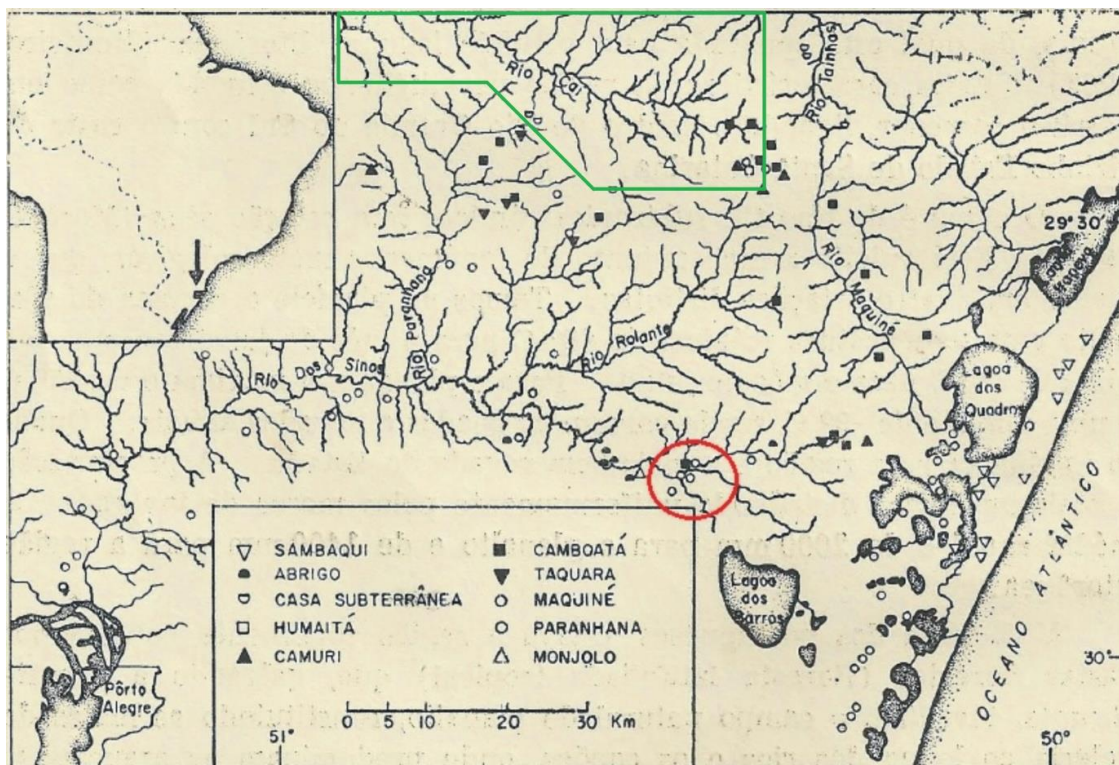 Rio
Caí
Rio Tainhas
29° 30'
Rio
Maquiné
Rio Paranhana
Rio Rolante
Rio Dos Sinos
Lagoa
dos
Quadros
Lagoa
dos
Barros
OCEANO ATLÂNTICO
SAMBAQUI
ABRIGO
CASA SUBTERRÂNEA
HUMAITÁ
CAMURI
CAMBOATÁ
TAQUARA
MAQUINÉ
PARANHANA
MONJOLO
0 5 10 20 30 Km
Pôrto
Alegre
30°
51°
50°